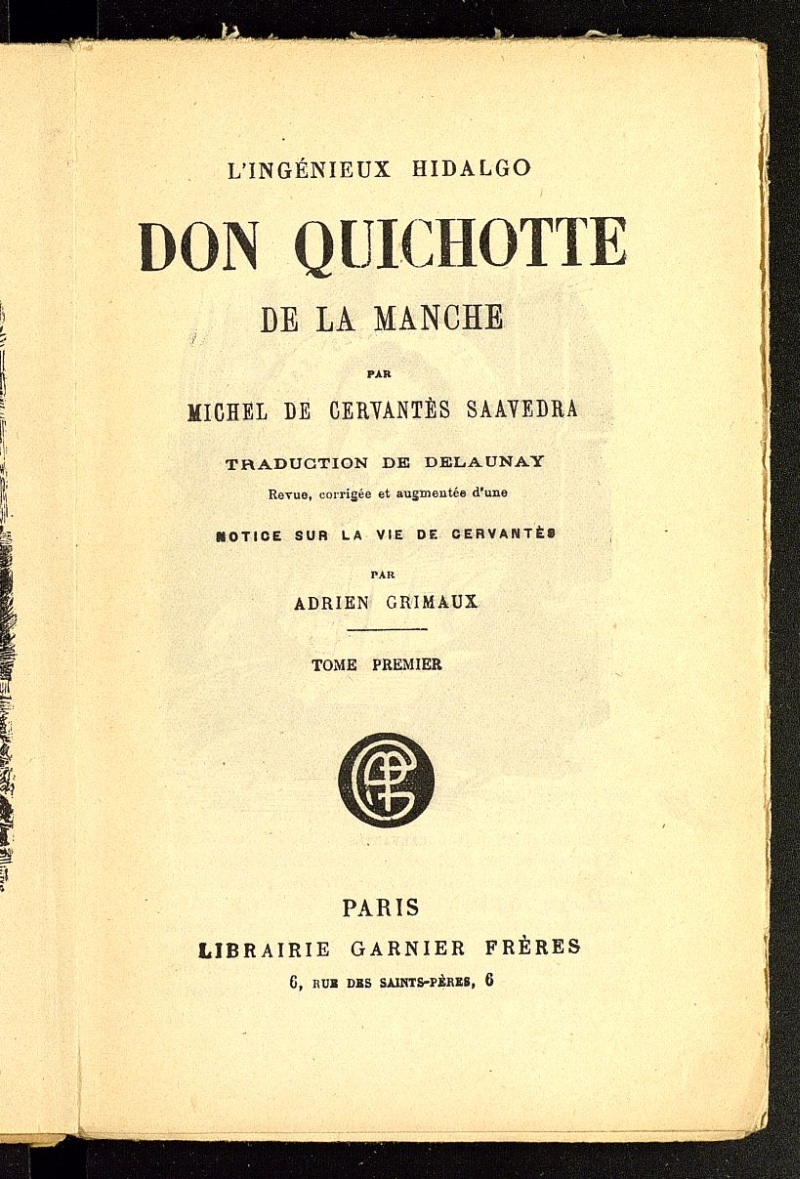 L'INGÉNIEUX HIDALGO
DON QUICHOTTE
DE LA MANCHE
PAR
MICHEL DE CERVANTÈS SAAVEDRA
TRADUCTION DE DELAUNAY
Revue, corrigée et augmentée d'une
NOTICE SUR LA VIE DE CERVANTÈS
PAR
ADRIEN GRIMAUX
TOME PREMIER
PARIS
LIBRAIRIE GARNIER FRÈRES
6, RUE DES SAINTS-PÈRES, 6